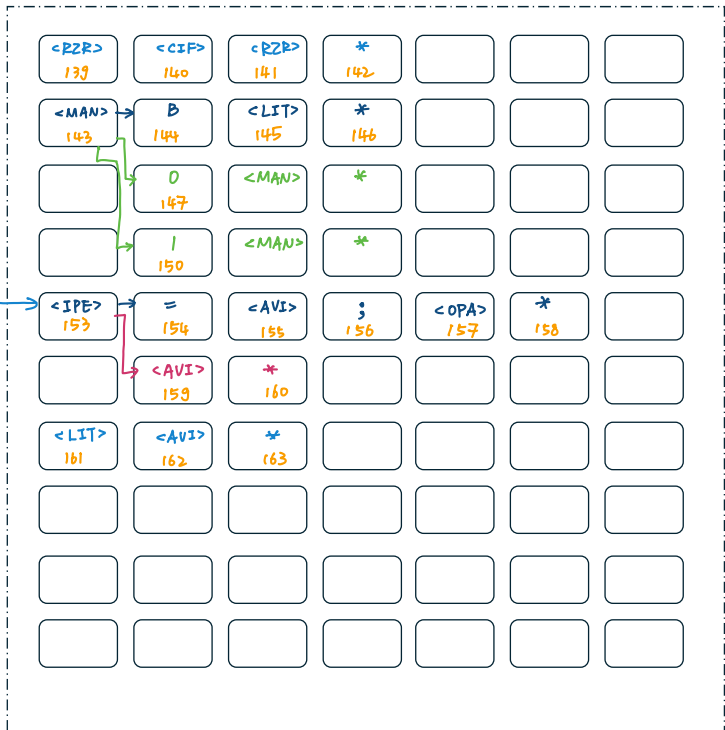 <RZR> <CIF> <RZR> *
139 140 141 142
<MAN> B <LIT> *
143 144 145 146
0 <MAN> *
147
1 <MAN> *
150
<IPE> = <AVI> ; <OPA> *
153 154 155 156 157 158
<AVI> *
159 160
<LIT> <AVI> *
161 162 163